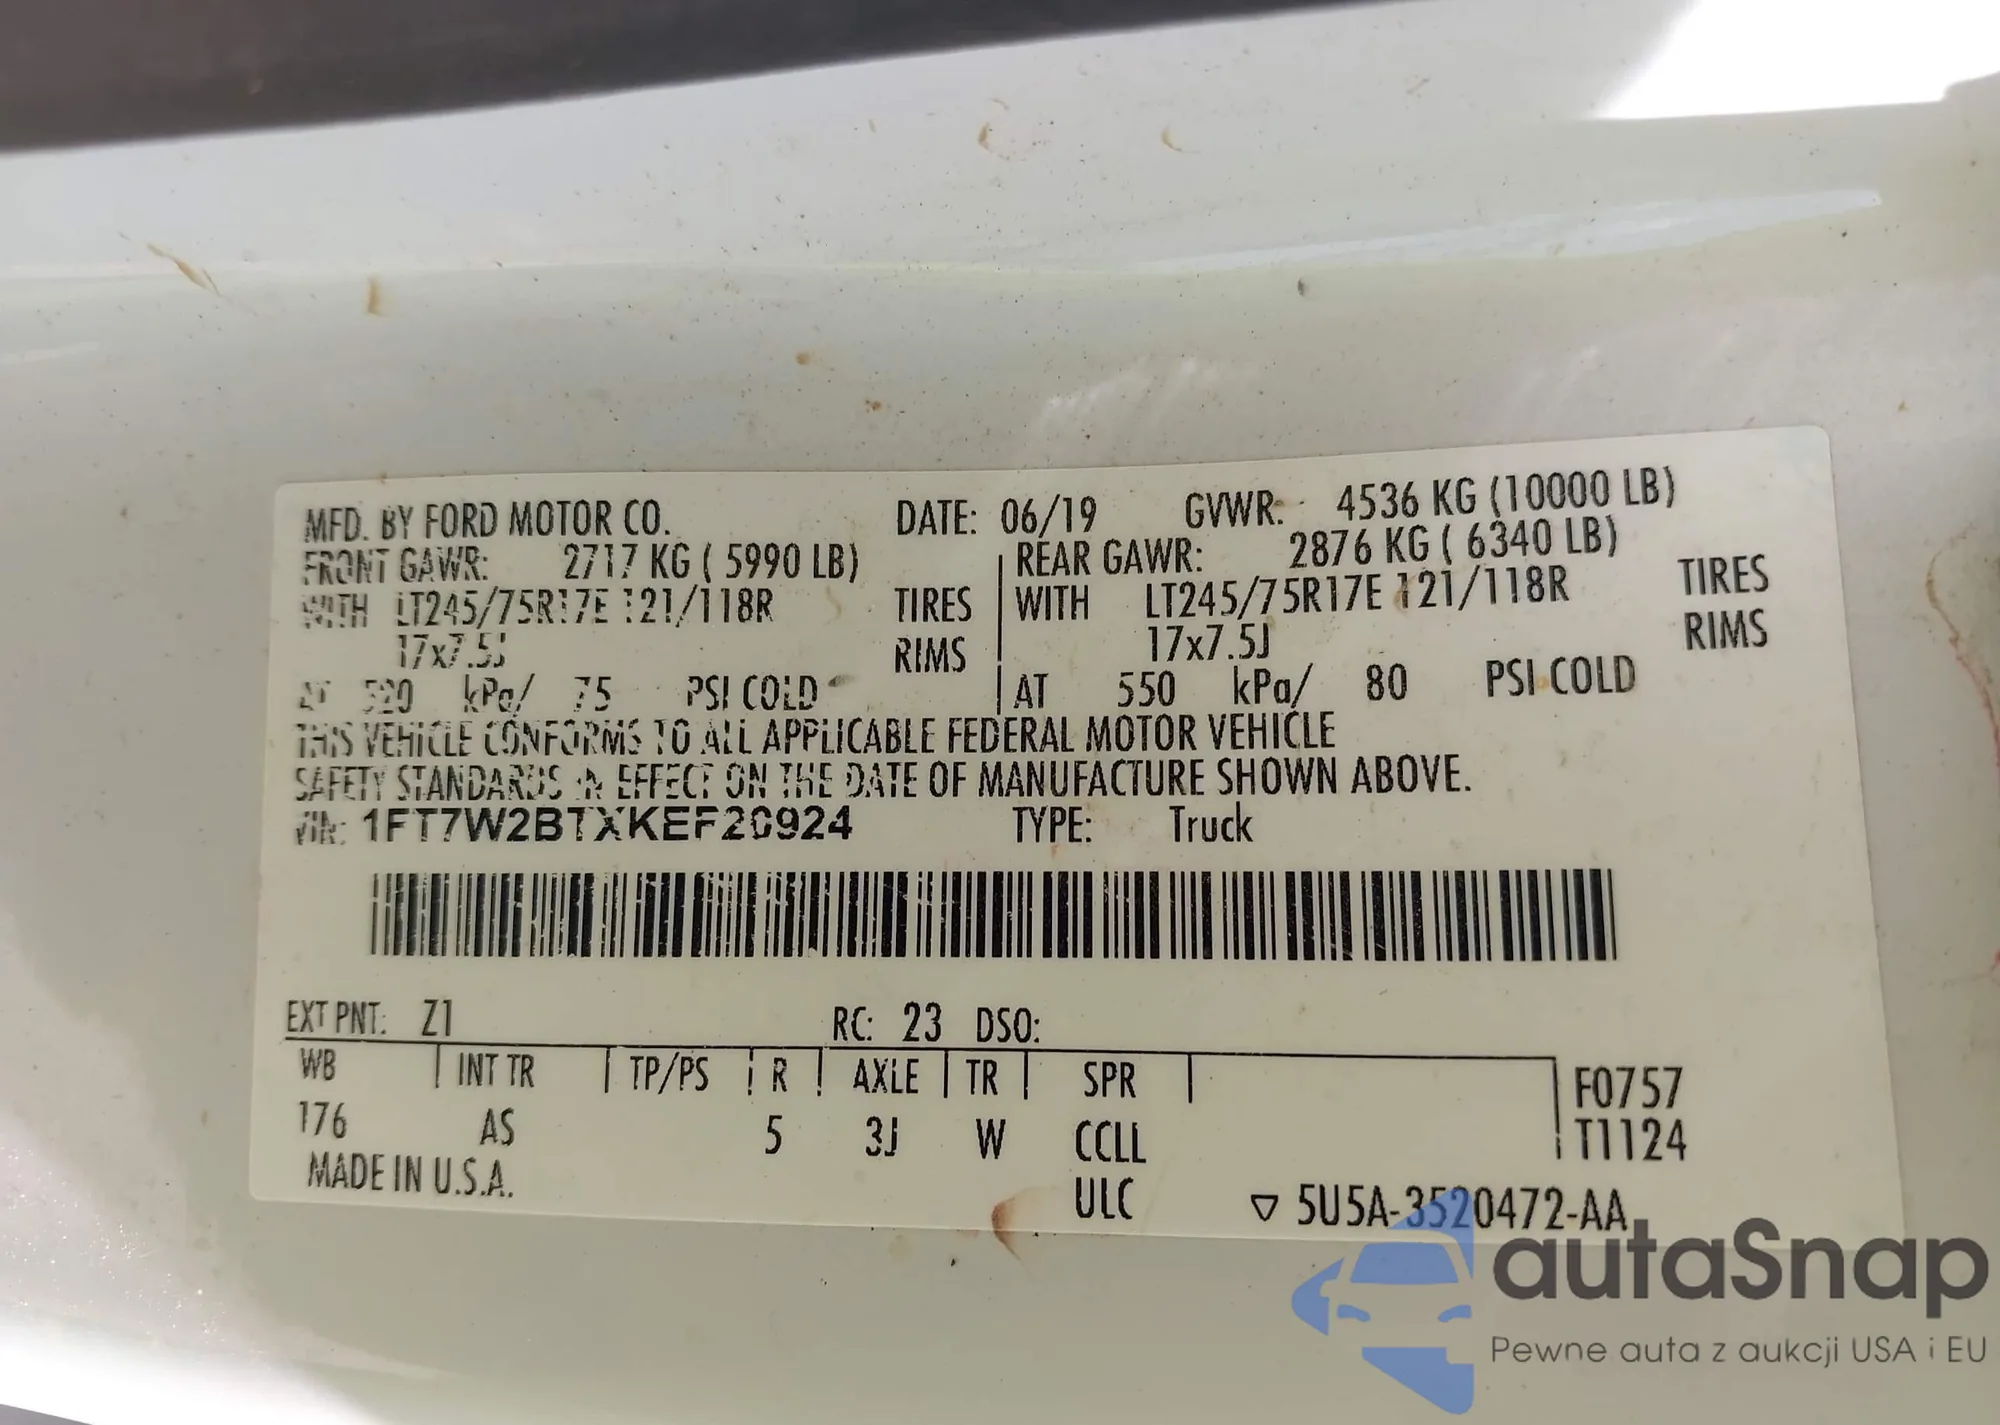 MFD. BY FORD MOTOR CO. DATE: 06/19 GVWR: 4536 KG (10000 LB)
FRONT GAWR: 2717 KG ( 5990 LB) REAR GAWR: 2876 KG ( 6340 LB)
WITH LT245/75R17E 121/118R TIRES WITH LT245/75R17E 121/118R TIRES
17x7.5J RIMS 17x7.5J RIMS
AT 520 kPa/ 75 PSI COLD AT 550 kPa/ 80 PSI COLD
THIS VEHICLE CONFORMS TO ALL APPLICABLE FEDERAL MOTOR VEHICLE
SAFETY STANDARDS IN EFFECT ON THE DATE OF MANUFACTURE SHOWN ABOVE.
VIN: 1FT7W2BTXKEF20924 TYPE: Truck
EXT PNT: Z1 RC: 23 DSO:
WB INT TR TP/PS R AXLE TR SPR F0757
176 AS 5 3J W CCLL T1124
MADE IN U.S.A. ULC ▽ 5U5A-3520472-AA
autaSnap
Pewne auta z aukcji USA i EU